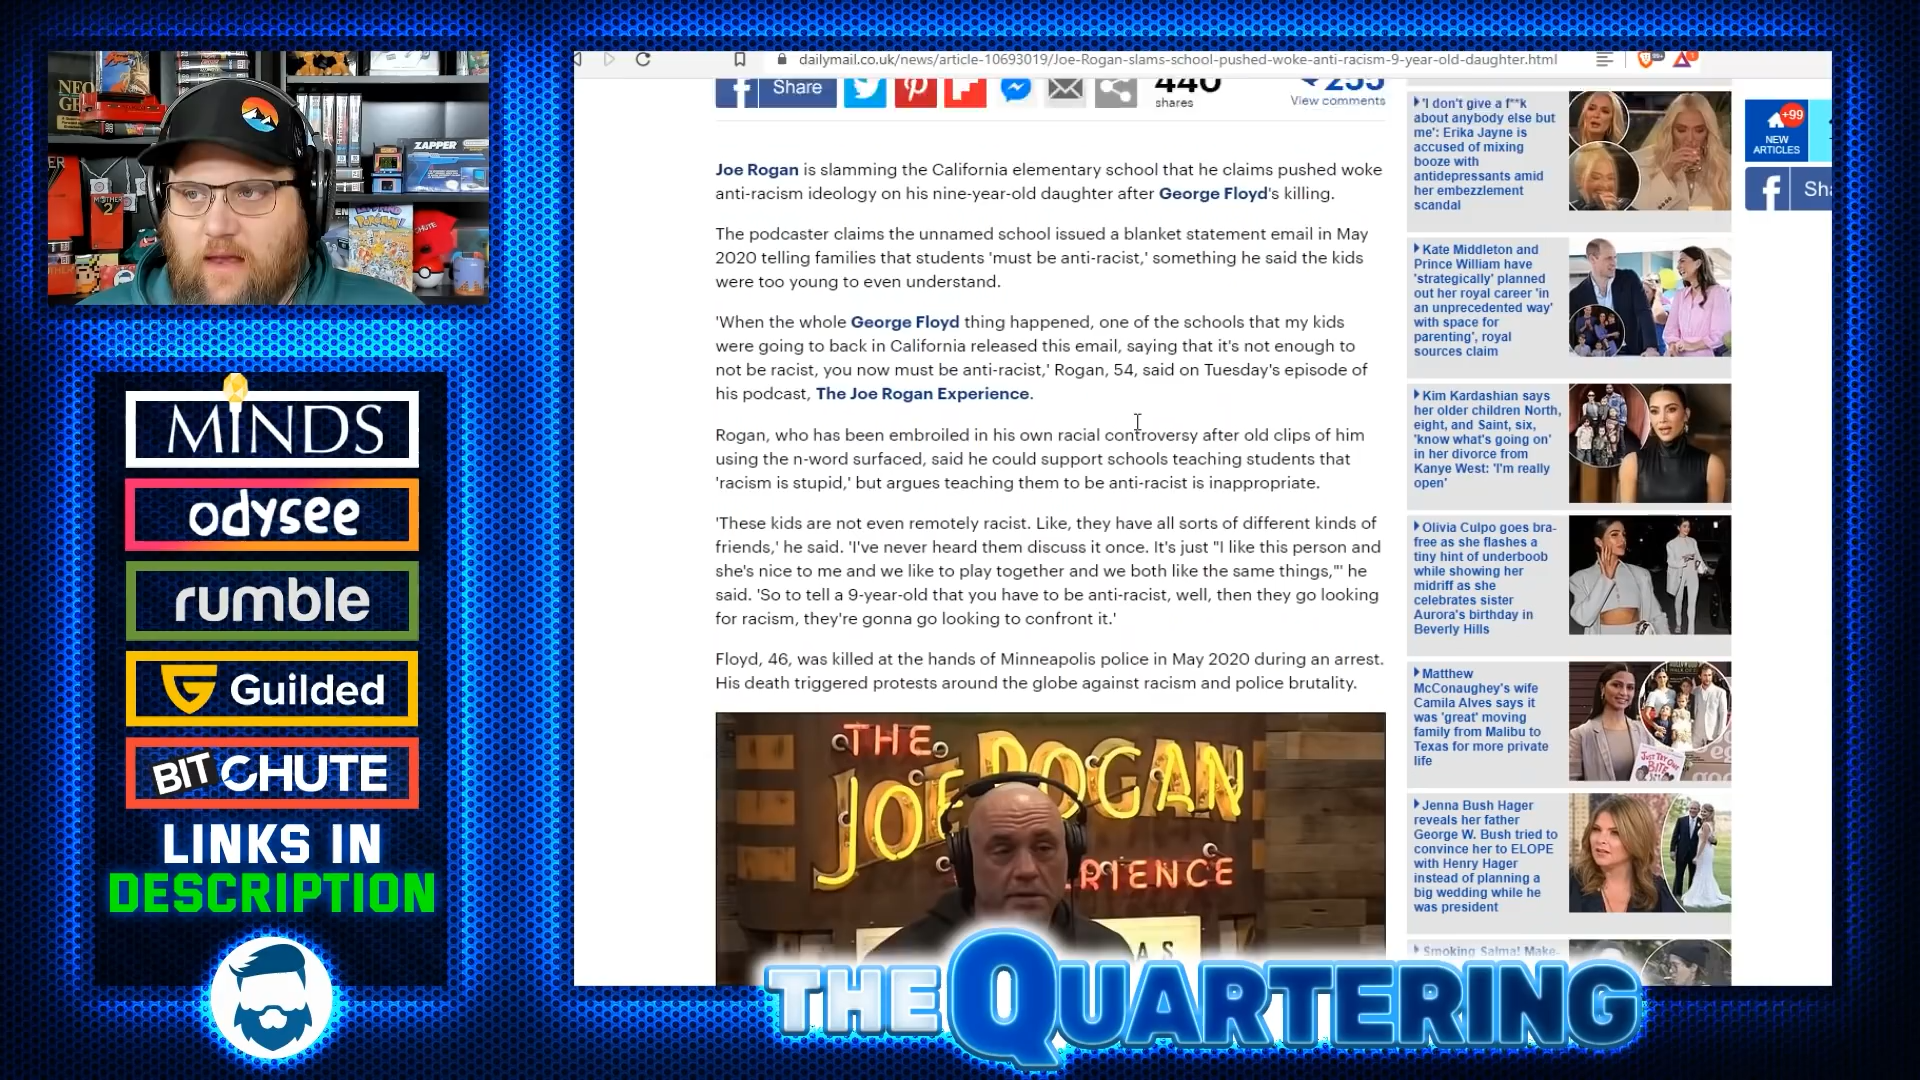 dailymail.co.uk/news/article-10693019/Joe-Rogan-slams-school-pushed-woke-anti-racism-9-year-old-daughter.html
NEO
GE
ZAPPER
MOTHER
2
CHUTE
MINDS
odysee
rumble
Guilded
BITCHUTE
LINKS IN
DESCRIPTION
Share
440
shares
255
View comments
Joe Rogan is slamming the California elementary school that he claims pushed woke
anti-racism ideology on his nine-year-old daughter after George Floyd's killing.
The podcaster claims the unnamed school issued a blanket statement email in May
2020 telling families that students 'must be anti-racist,' something he said the kids
were too young to even understand.
'When the whole George Floyd thing happened, one of the schools that my kids
were going to back in California released this email, saying that it's not enough to
not be racist, you now must be anti-racist,' Rogan, 54, said on Tuesday's episode of
his podcast, The Joe Rogan Experience.
Rogan, who has been embroiled in his own racial controversy after old clips of him
using the n-word surfaced, said he could support schools teaching students that
'racism is stupid,' but argues teaching them to be anti-racist is inappropriate.
'These kids are not even remotely racist. Like, they have all sorts of different kinds of
friends,' he said. 'I've never heard them discuss it once. It's just "I like this person and
she's nice to me and we like to play together and we both like the same things,"' he
said. 'So to tell a 9-year-old that you have to be anti-racist, well, then they go looking
for racism, they're gonna go looking to confront it.'
Floyd, 46, was killed at the hands of Minneapolis police in May 2020 during an arrest.
His death triggered protests around the globe against racism and police brutality.
THE
JOE ROGAN
ERIENCE
AS
'I don't give a f**k
about anybody else but
me': Erika Jayne is
accused of mixing
booze with
antidepressants amid
her embezzlement
scandal
Kate Middleton and
Prince William have
'strategically' planned
out her royal career 'in
an unprecedented way'
with space for
parenting', royal
sources claim
Kim Kardashian says
her older children North,
eight, and Saint, six,
'know what's going on'
in her divorce from
Kanye West: 'I'm really
open'
Olivia Culpo goes bra-
free as she flashes a
tiny hint of underboob
while showing her
midriff as she
celebrates sister
Aurora's birthday in
Beverly Hills
Matthew
McConaughey's wife
Camila Alves says it
was 'great' moving
family from Malibu to
Texas for more private
life
JUST TRY ONE
BITE
Jenna Bush Hager
reveals her father
George W. Bush tried to
convince her to ELOPE
with Henry Hager
instead of planning a
big wedding while he
was president
Smoking Salma! Make-
+99
NEW
ARTICLES
Sh
THE QUARTERING